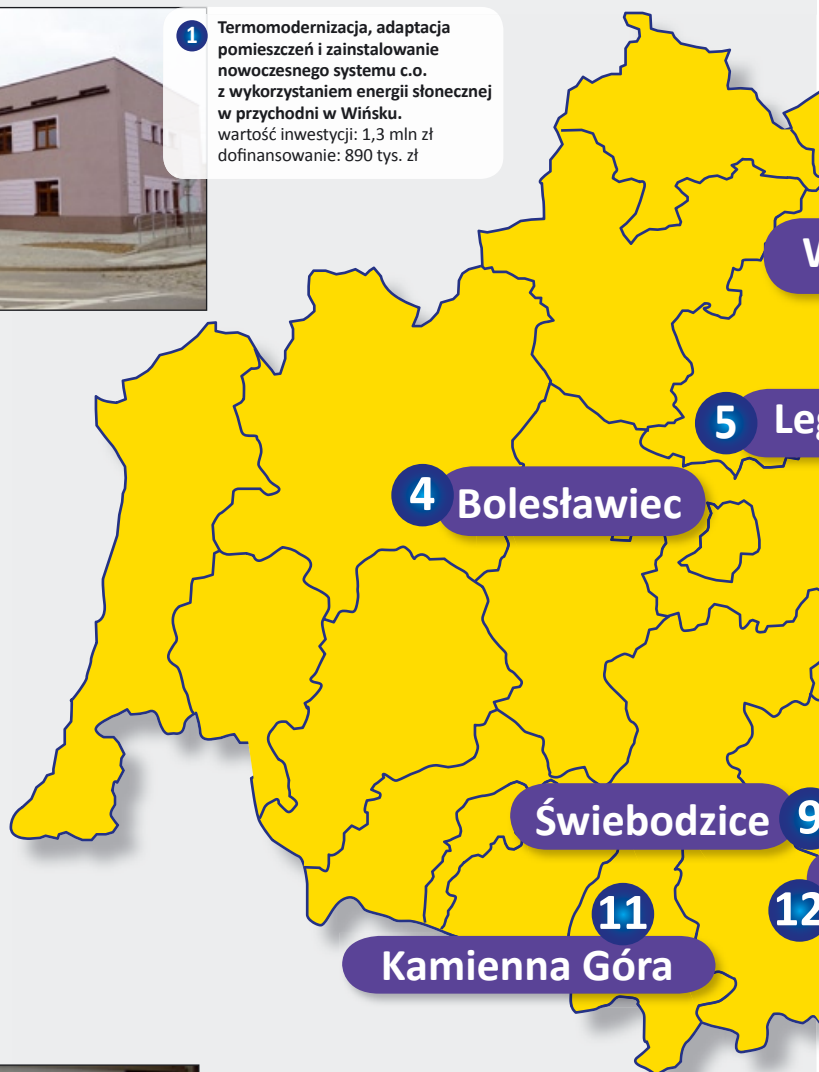 1 Termomodernizacja, adaptacja
pomieszczeń i zainstalowanie
nowoczesnego systemu c.o.
z wykorzystaniem energii słonecznej
w przychodni w Wińsku.
wartość inwestycji: 1,3 mln zł
dofinansowanie: 890 tys. zł
5
4 Bolesławiec
Świebodzice 9
11
12
Kamienna Góra